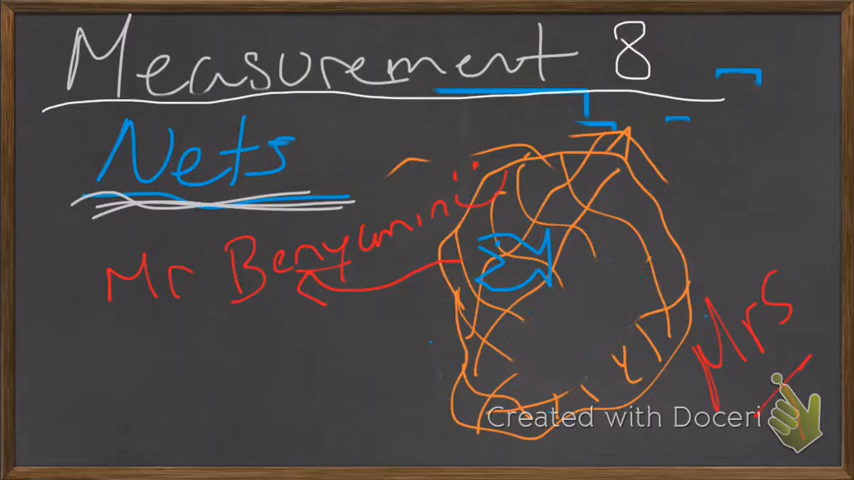 Measurement 8
Nets
Mr Benyamini
Mrs
Created with Doceri